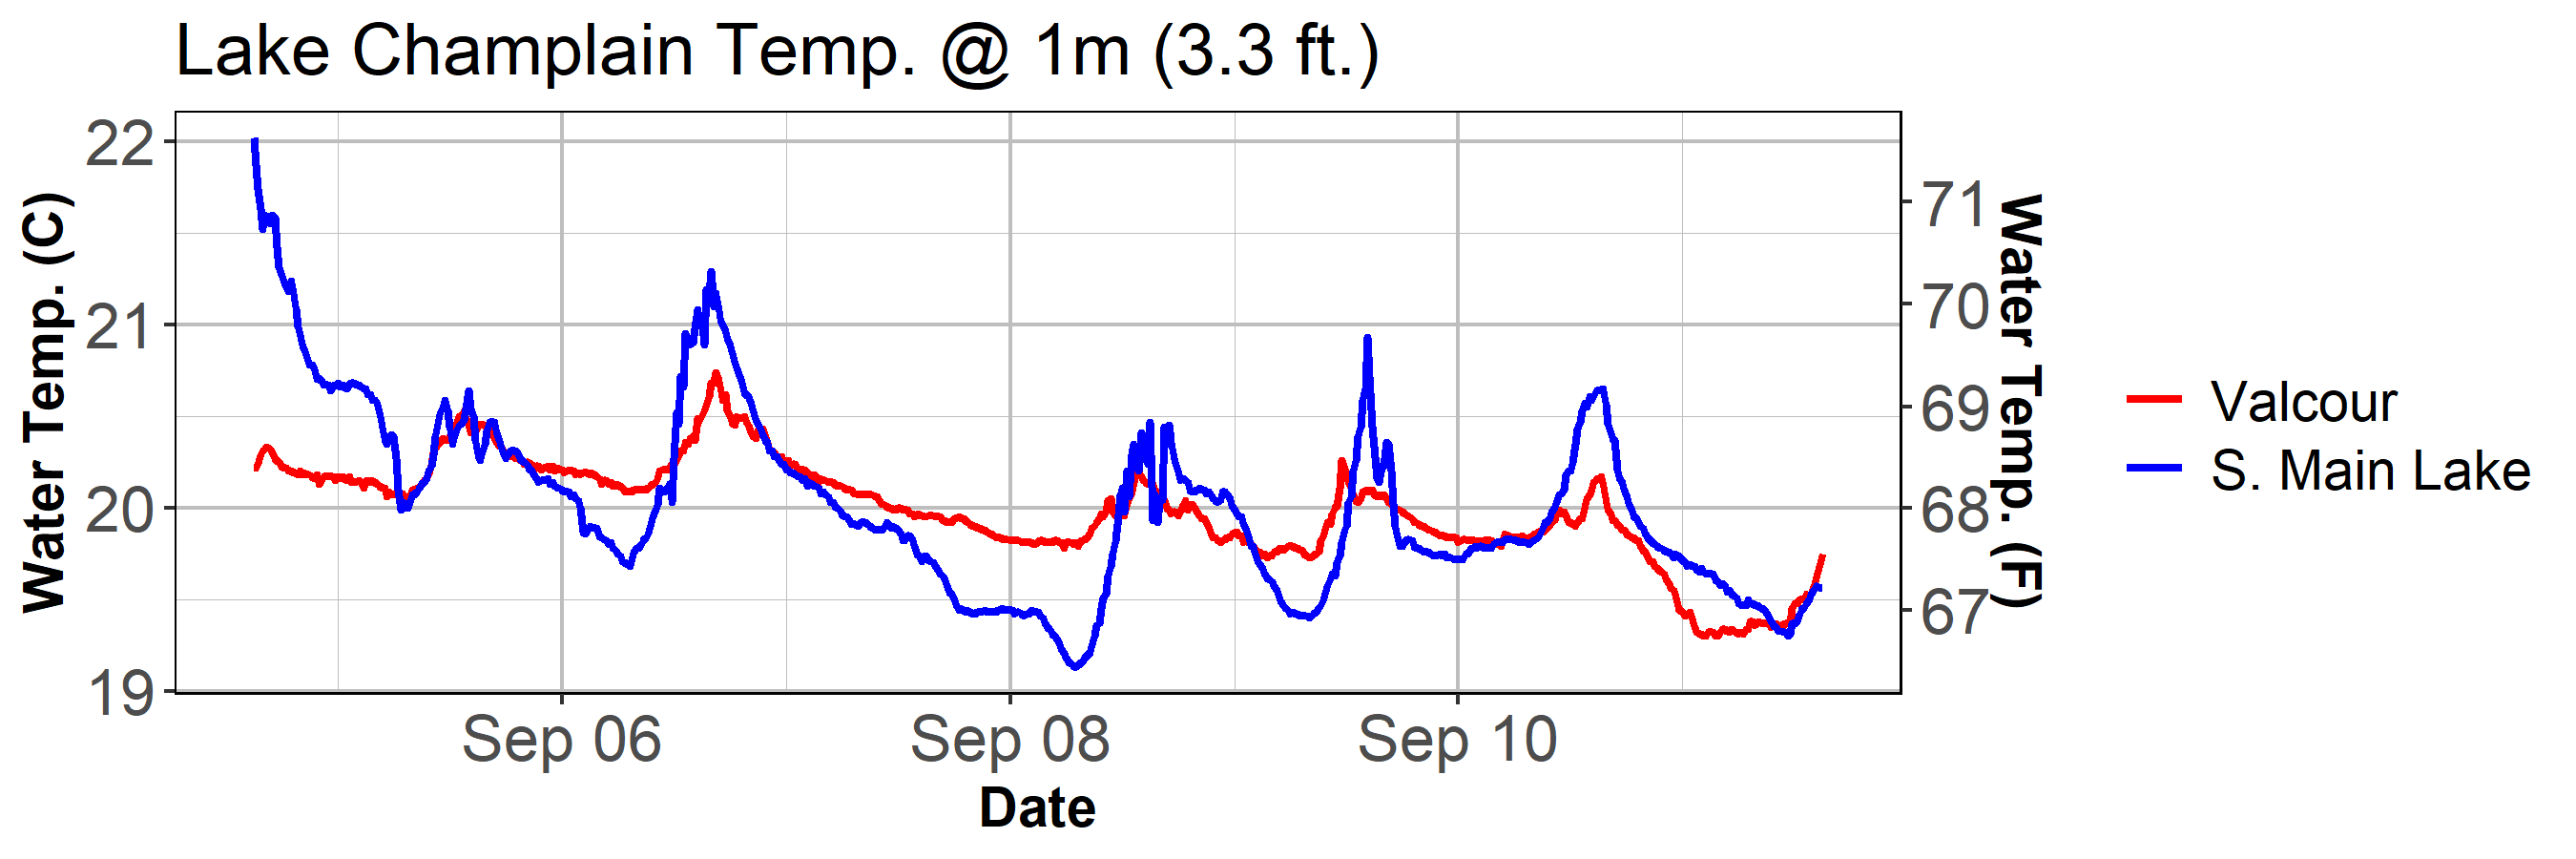 Lake Champlain Temp. @ 1m (3.3 ft.)
Water Temp. (C)
22
21
20
19
71
70
69
68
67
Water Temp. (F)
Sep 06
Sep 08
Sep 10
Date
Valcour
S. Main Lake